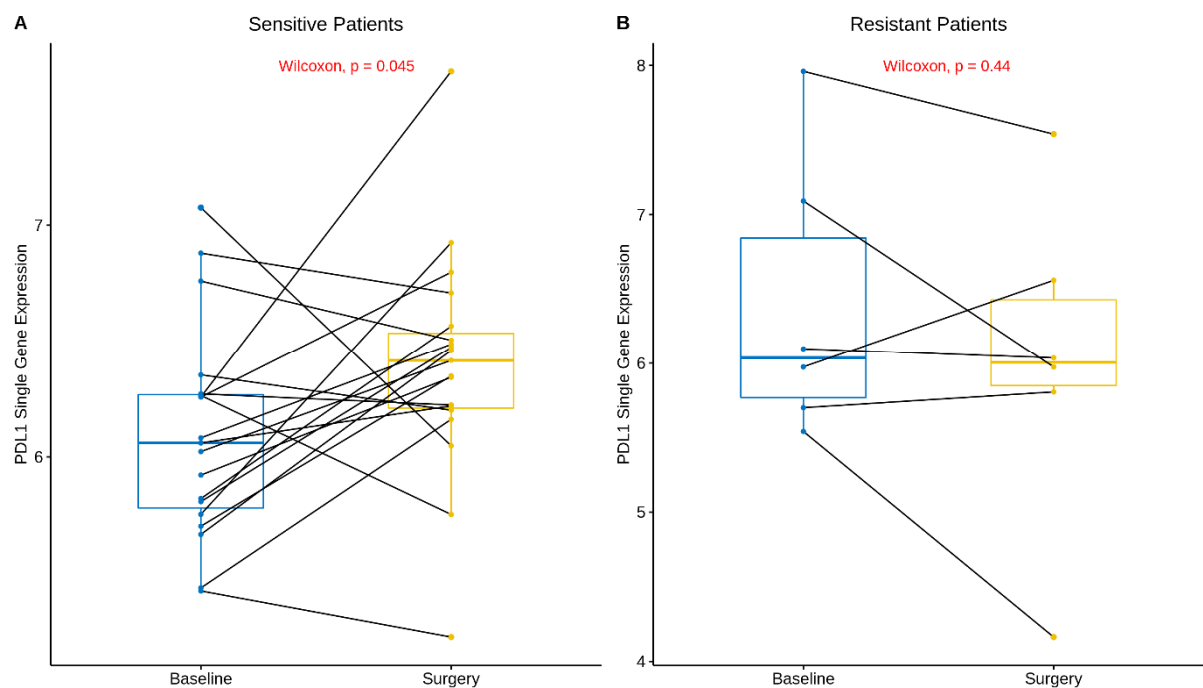 A
Sensitive Patients
Wilcoxon, p = 0.045
PDL1 Single Gene Expression
7
6
Baseline
Surgery
B
Resistant Patients
Wilcoxon, p = 0.44
PDL1 Single Gene Expression
8
7
6
5
4
Baseline
Surgery